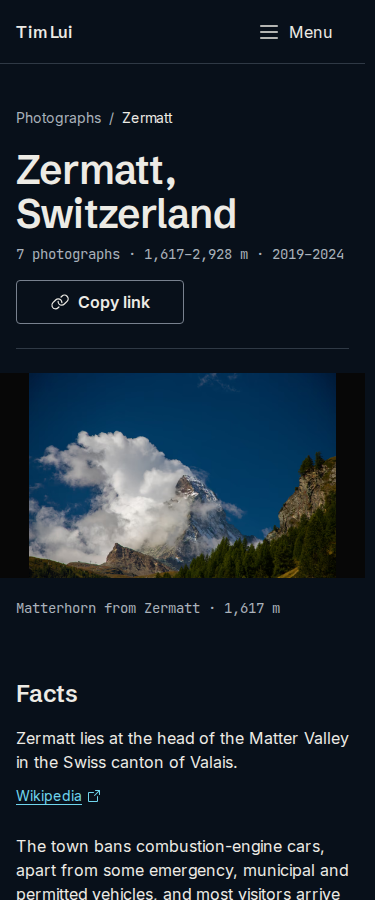 Tim Lui
Menu
Photographs / Zermatt
Zermatt,
Switzerland
7 photographs · 1,617–2,928 m · 2019–2024
Copy link
Matterhorn from Zermatt · 1,617 m
Facts
Zermatt lies at the head of the Matter Valley
in the Swiss canton of Valais.
Wikipedia
The town bans combustion-engine cars,
apart from some emergency, municipal and
permitted vehicles, and most visitors arrive